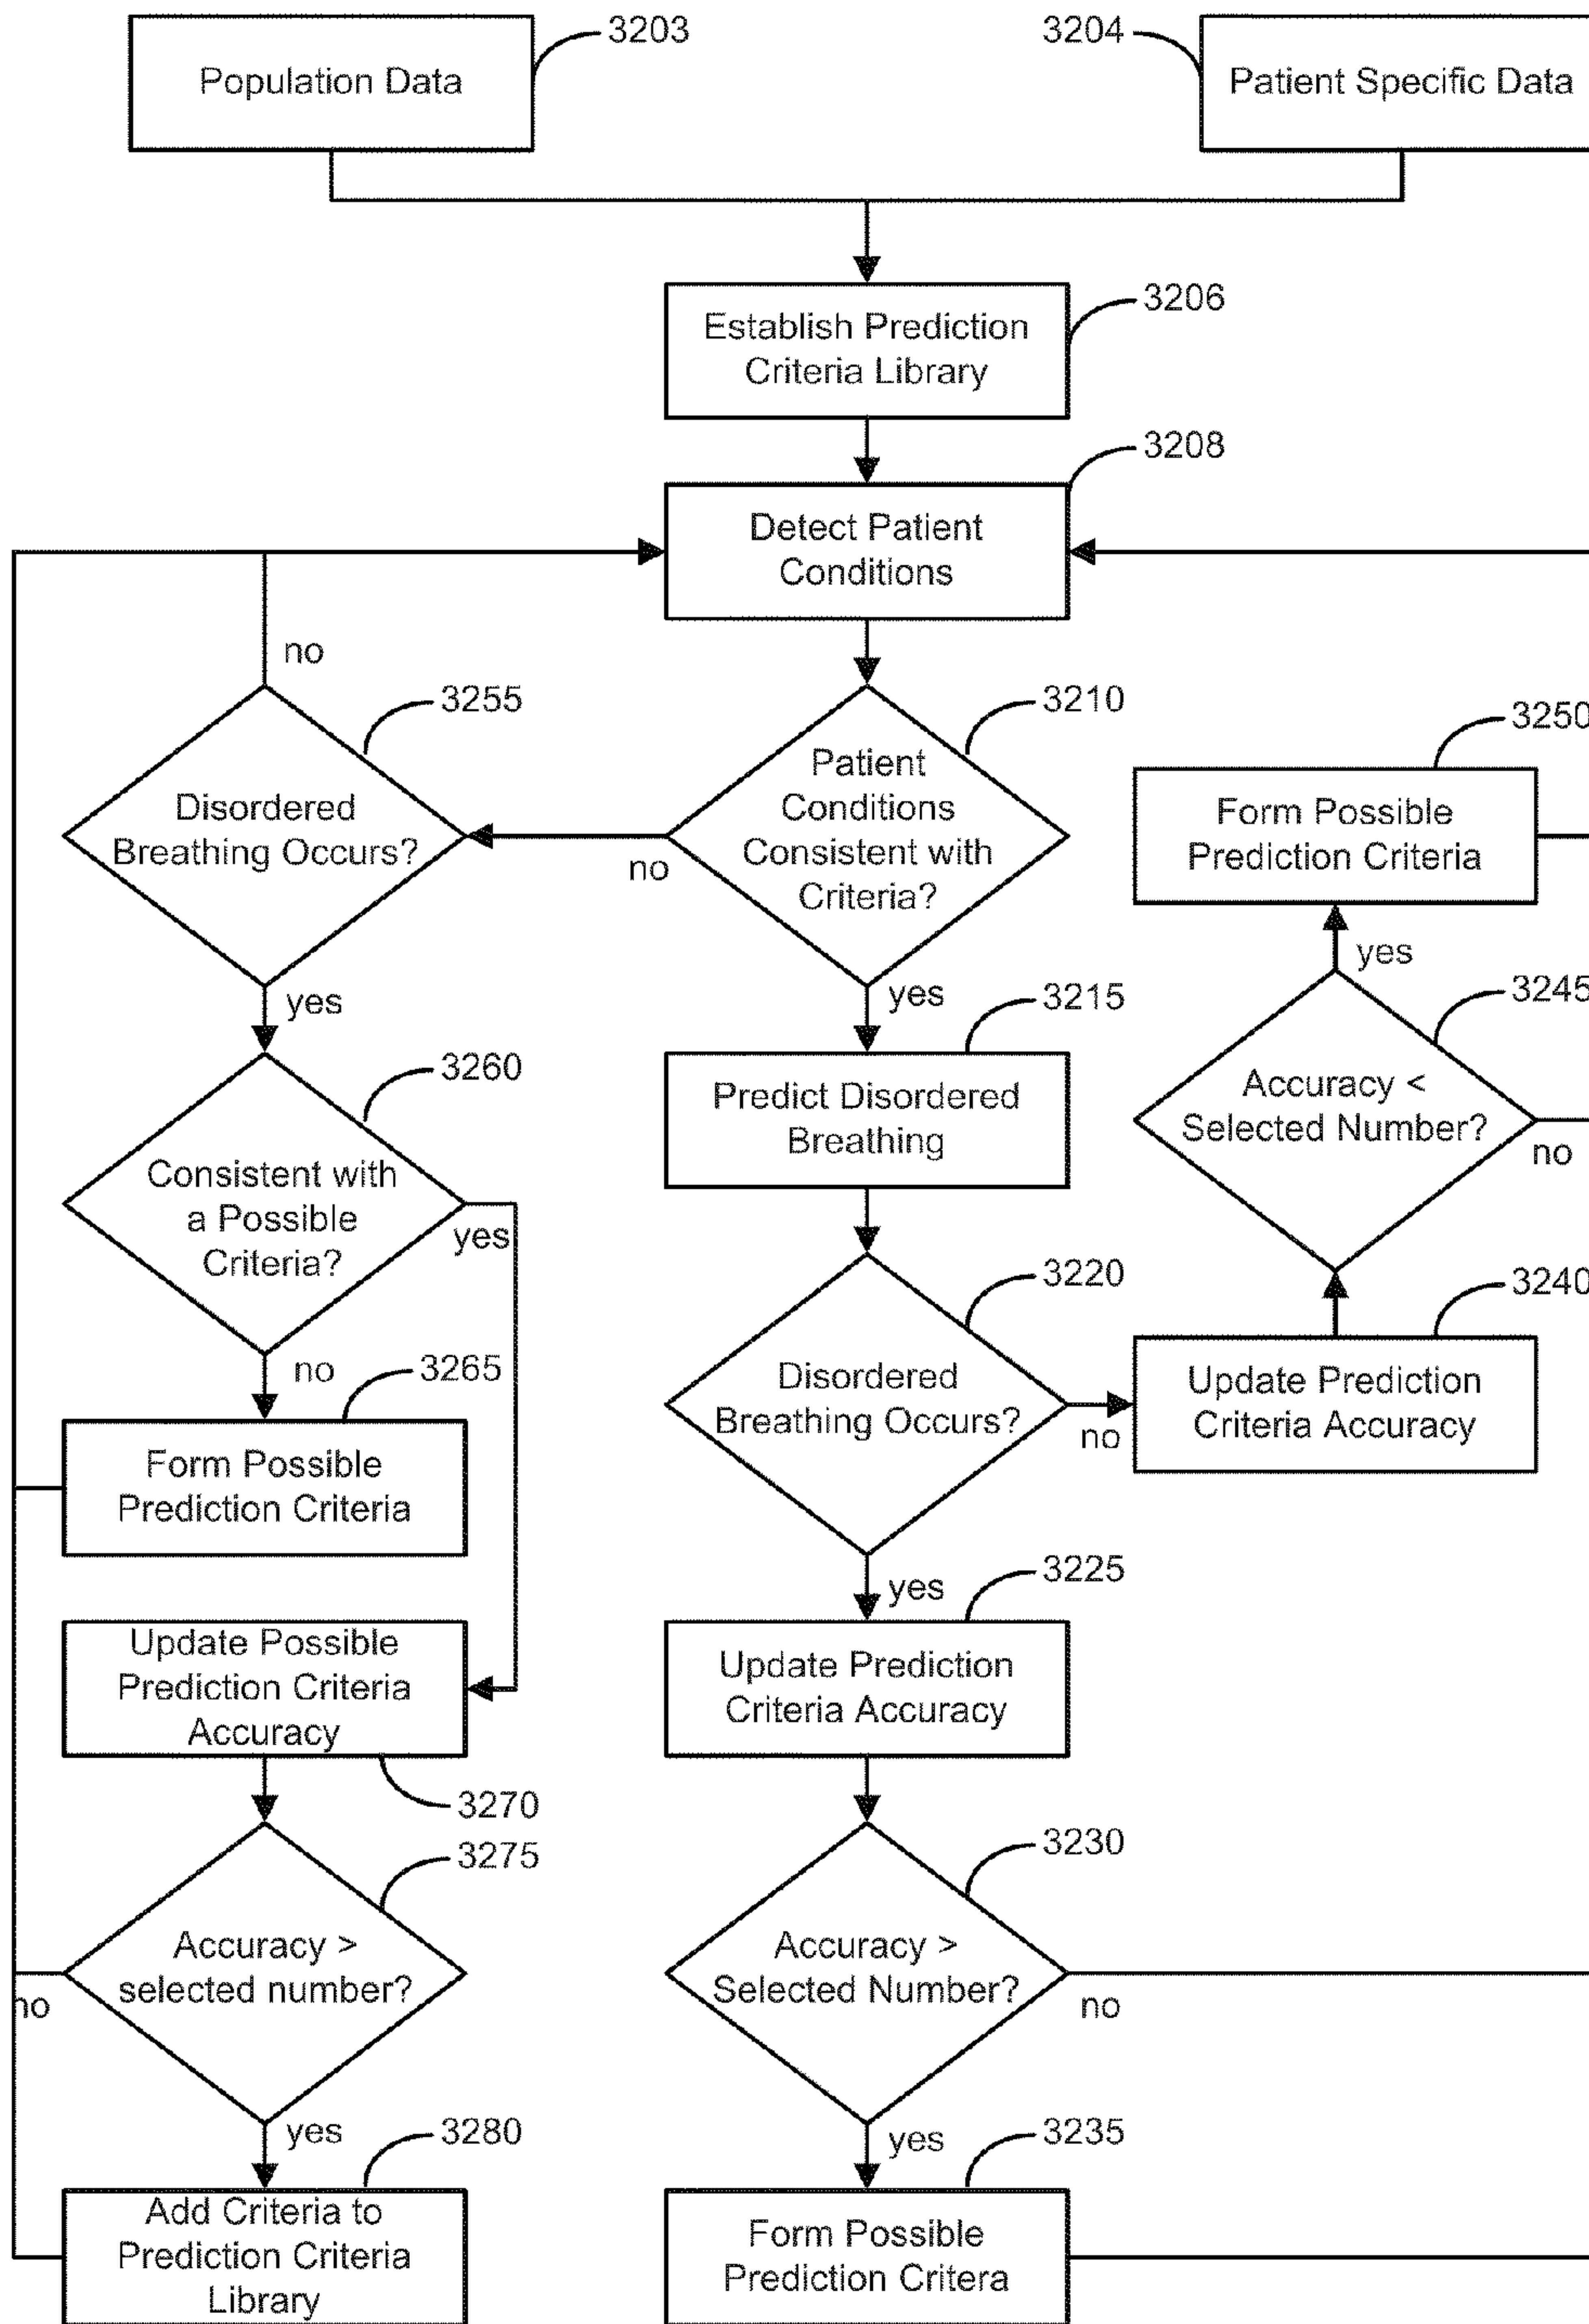 3203
3204
Population Data
Patient Specific Data
3206
Establish Prediction
Criteria Library
3208
Detect Patient
Conditions
no
3255
3210
3250
Disordered
Breathing Occurs?
no
Patient
Conditions
Consistent with
Criteria?
Form Possible
Prediction Criteria
yes
yes
yes
3215
3245
3260
Predict Disordered
Breathing
Accuracy <
Selected Number?
no
Consistent with
a Possible
Criteria?
yes
3220
3240
no
3265
Disordered
Breathing Occurs?
no
Update Prediction
Criteria Accuracy
Form Possible
Prediction Criteria
yes
3225
Update Possible
Prediction Criteria
Accuracy
Update Prediction
Criteria Accuracy
3270
3275
3230
Accuracy >
selected number?
no
Accuracy >
Selected Number?
no
yes
3280
yes
3235
Add Criteria to
Prediction Criteria
Library
Form Possible
Prediction Critera